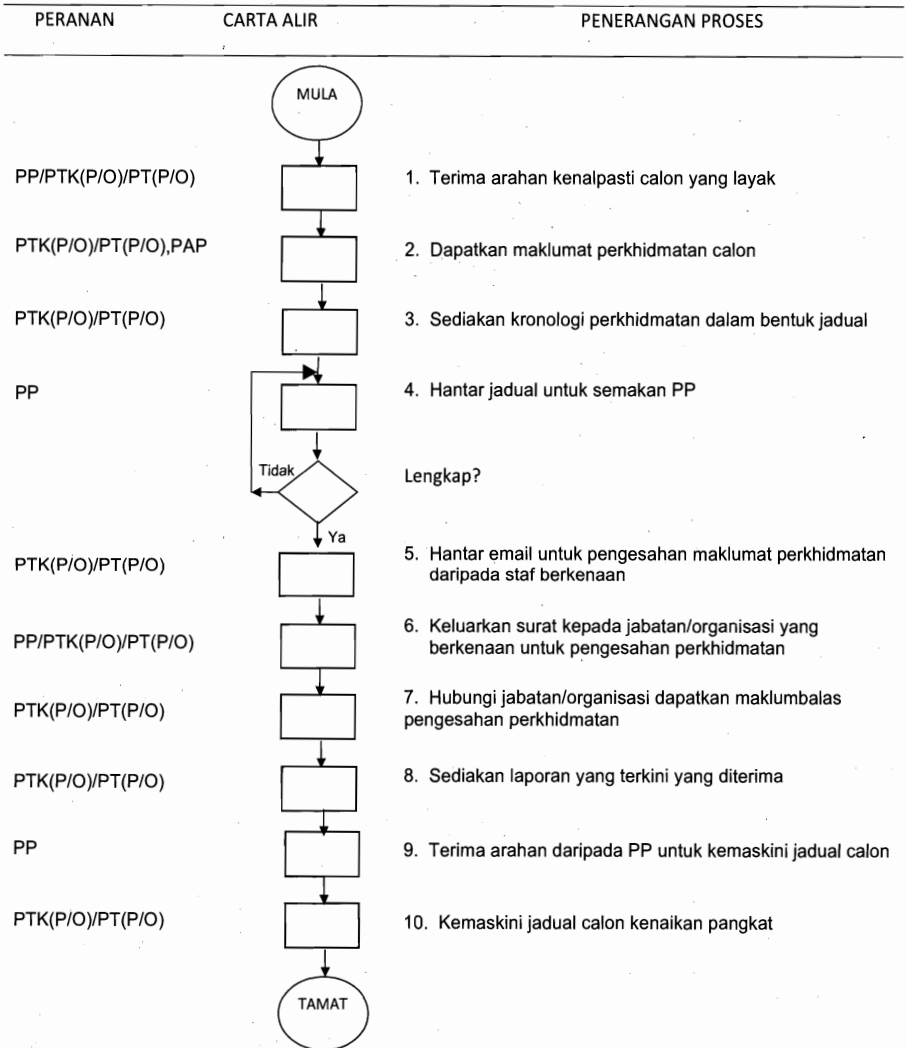 PERANAN CARTA ALIR PENERANGAN PROSES
MULA
PP/PTK(P/O)/PT(P/O) 1. Terima arahan kenalpasti calon yang layak
PTK(P/O)/PT(P/O),PAP 2. Dapatkan maklumat perkhidmatan calon
PTK(P/O)/PT(P/O) 3. Sediakan kronologi perkhidmatan dalam bentuk jadual
PP 4. Hantar jadual untuk semakan PP
Tidak Lengkap?
Ya
PTK(P/O)/PT(P/O) 5. Hantar email untuk pengesahan maklumat perkhidmatan
daripada staf berkenaan
PP/PTK(P/O)/PT(P/O) 6. Keluarkan surat kepada jabatan/organisasi yang
berkenaan untuk pengesahan perkhidmatan
PTK(P/O)/PT(P/O) 7. Hubungi jabatan/organisasi dapatkan maklumbalas
pengesahan perkhidmatan
PTK(P/O)/PT(P/O) 8. Sediakan laporan yang terkini yang diterima
PP 9. Terima arahan daripada PP untuk kemaskini jadual calon
PTK(P/O)/PT(P/O) 10. Kemaskini jadual calon kenaikan pangkat
TAMAT